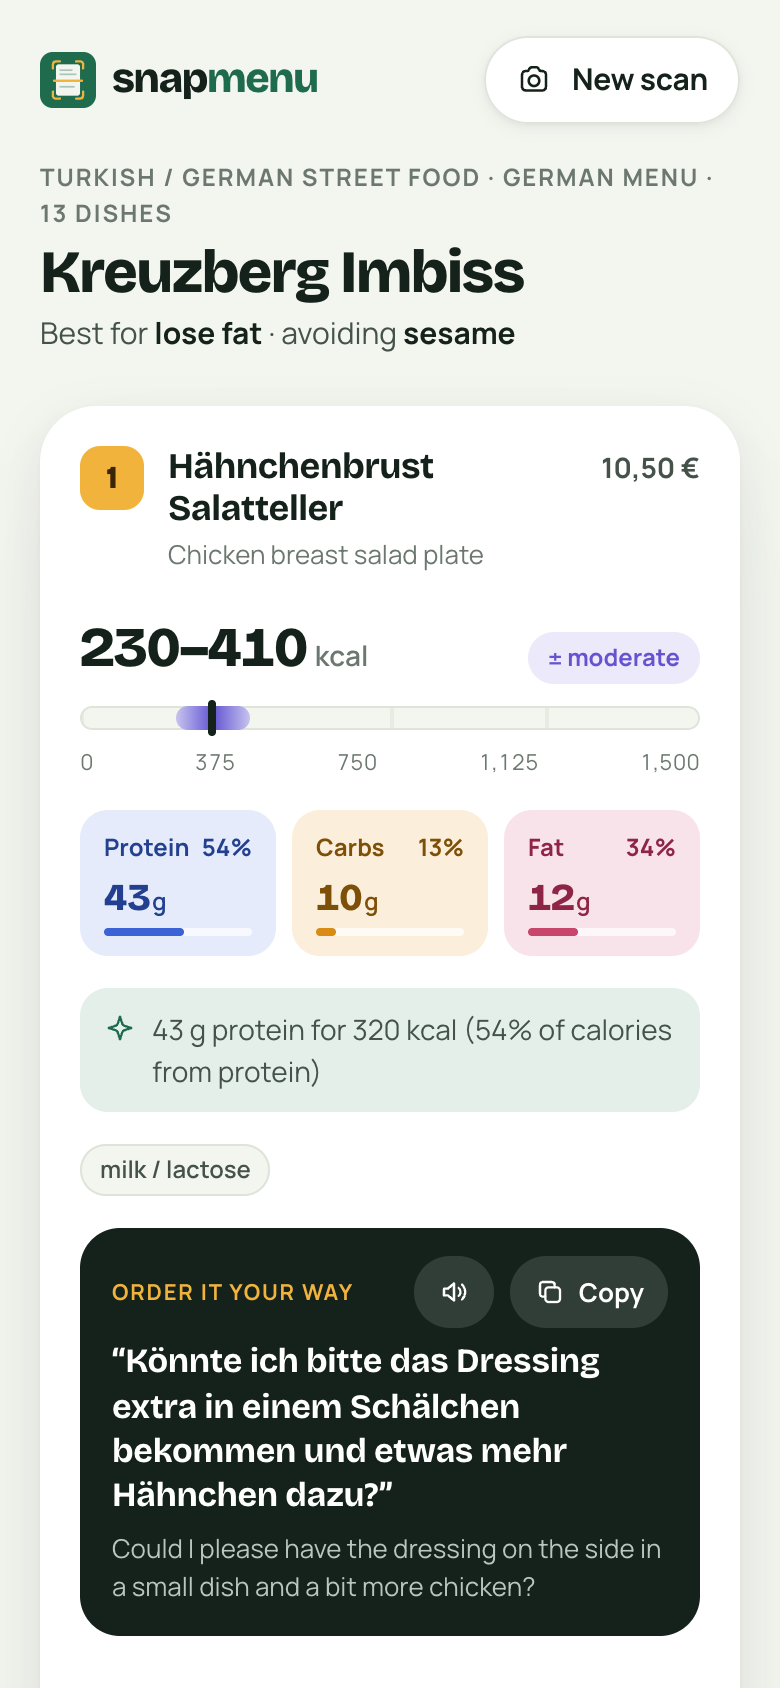 snapmenu
New scan
TURKISH / GERMAN STREET FOOD · GERMAN MENU ·
13 DISHES
Kreuzberg Imbiss
Best for lose fat · avoiding sesame
1
Hähnchenbrust
Salatteller
10,50 €
Chicken breast salad plate
230–410 kcal
± moderate
0 375 750 1,125 1,500
Protein 54%
43g
Carbs 13%
10g
Fat 34%
12g
43 g protein for 320 kcal (54% of calories
from protein)
milk / lactose
ORDER IT YOUR WAY
Copy
“Könnte ich bitte das Dressing
extra in einem Schälchen
bekommen und etwas mehr
Hähnchen dazu?”
Could I please have the dressing on the side in
a small dish and a bit more chicken?